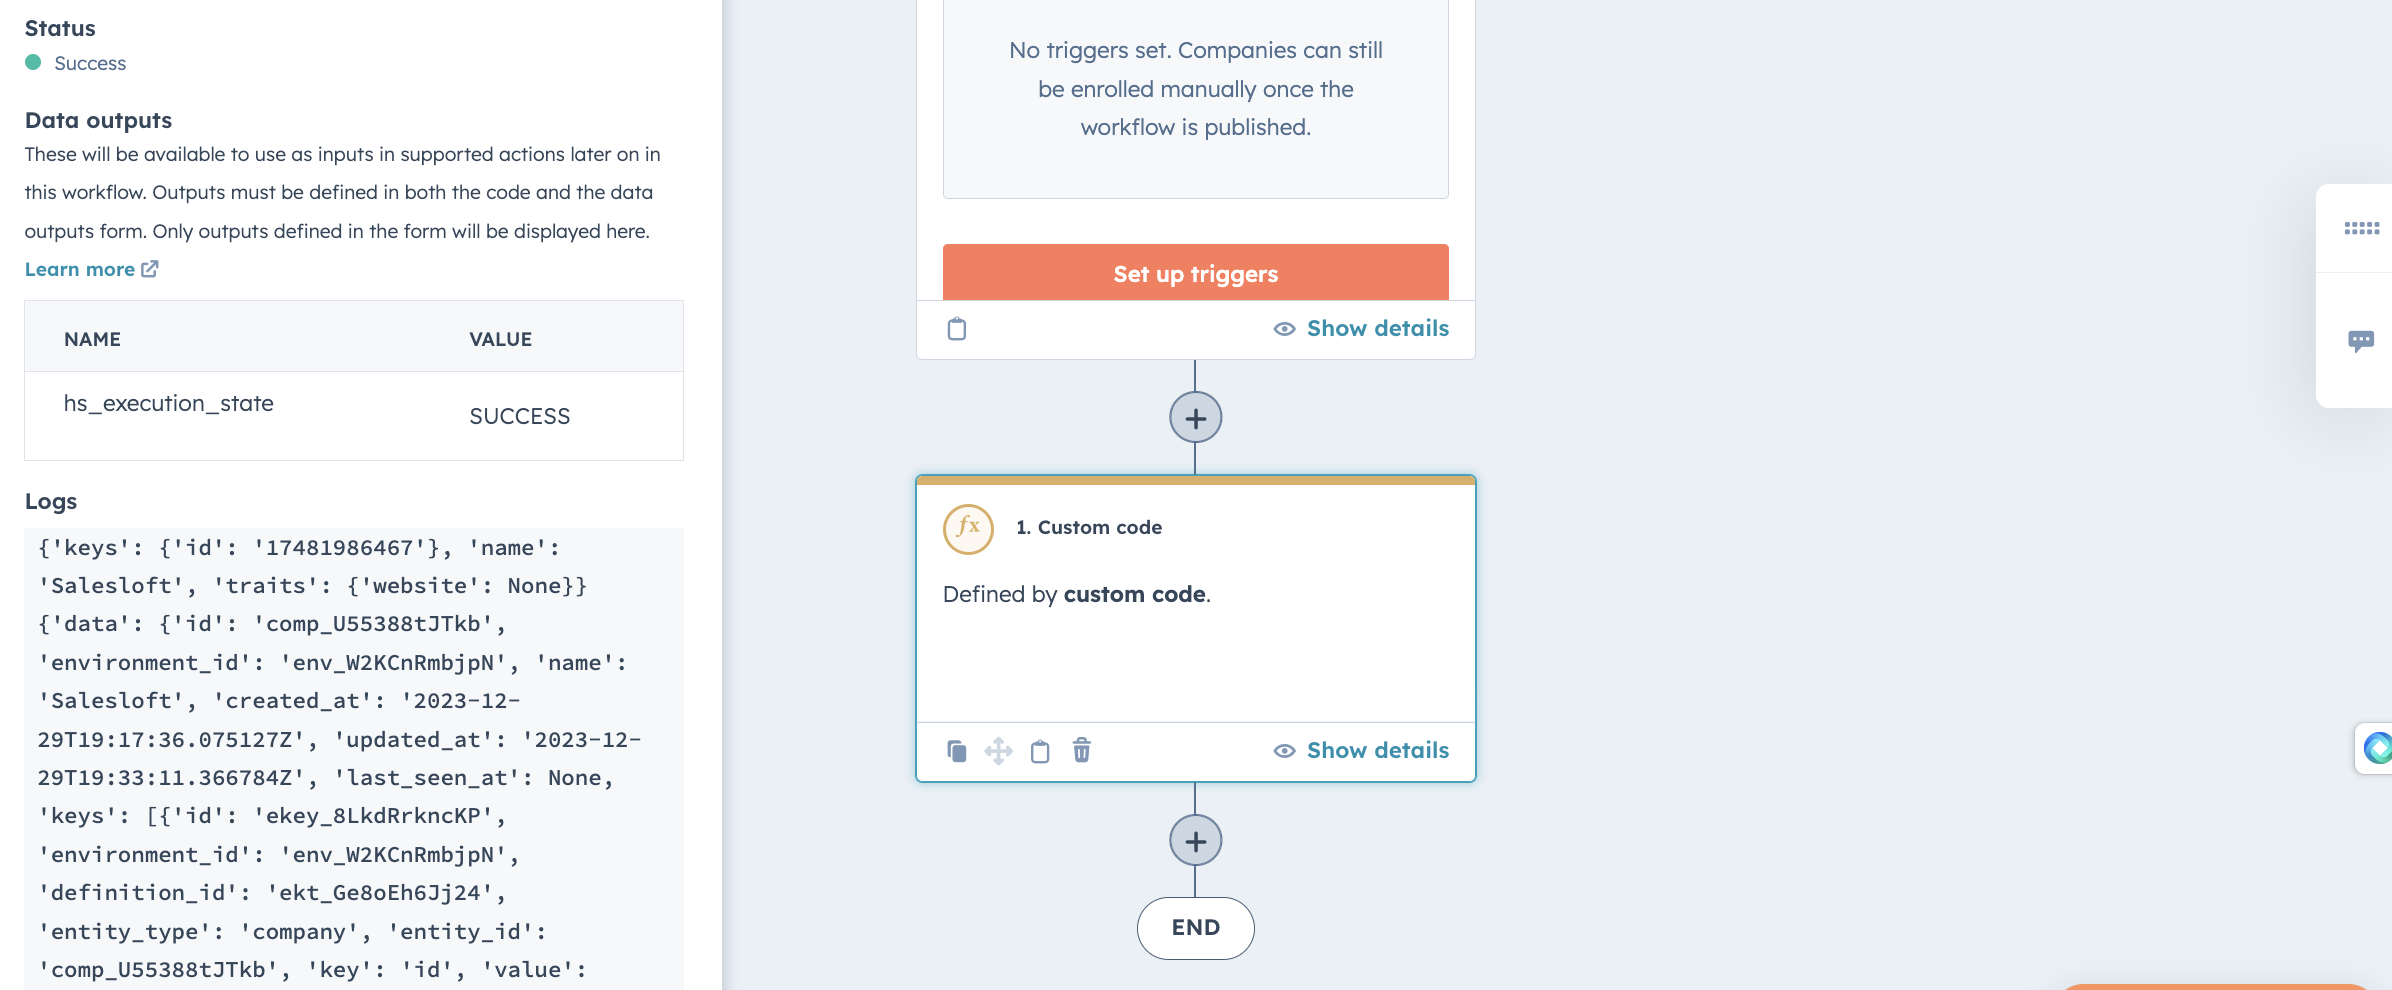 Status
Success
Data outputs
These will be available to use as inputs in supported actions later on in
this workflow. Outputs must be defined in both the code and the data
outputs form. Only outputs defined in the form will be displayed here.
Learn more
NAME VALUE
hs_execution_state SUCCESS
Logs
{'keys': {'id': '17481986467'}, 'name':
'Salesloft', 'traits': {'website': None}}
{'data': {'id': 'comp_U55388tJTkb',
'environment_id': 'env_W2KCnRmbjpN', 'name':
'Salesloft', 'created_at': '2023-12-
29T19:17:36.075127Z', 'updated_at': '2023-12-
29T19:33:11.366784Z', 'last_seen_at': None,
'keys': [{'id': 'ekey_8LkdRrkncKP',
'environment_id': 'env_W2KCnRmbjpN',
'definition_id': 'ekt_Ge8oEh6Jj24',
'entity_type': 'company', 'entity_id':
'comp_U55388tJTkb', 'key': 'id', 'value':
No triggers set. Companies can still
be enrolled manually once the
workflow is published.
Set up triggers
Show details
fx 1. Custom code
Defined by custom code.
Show details
END